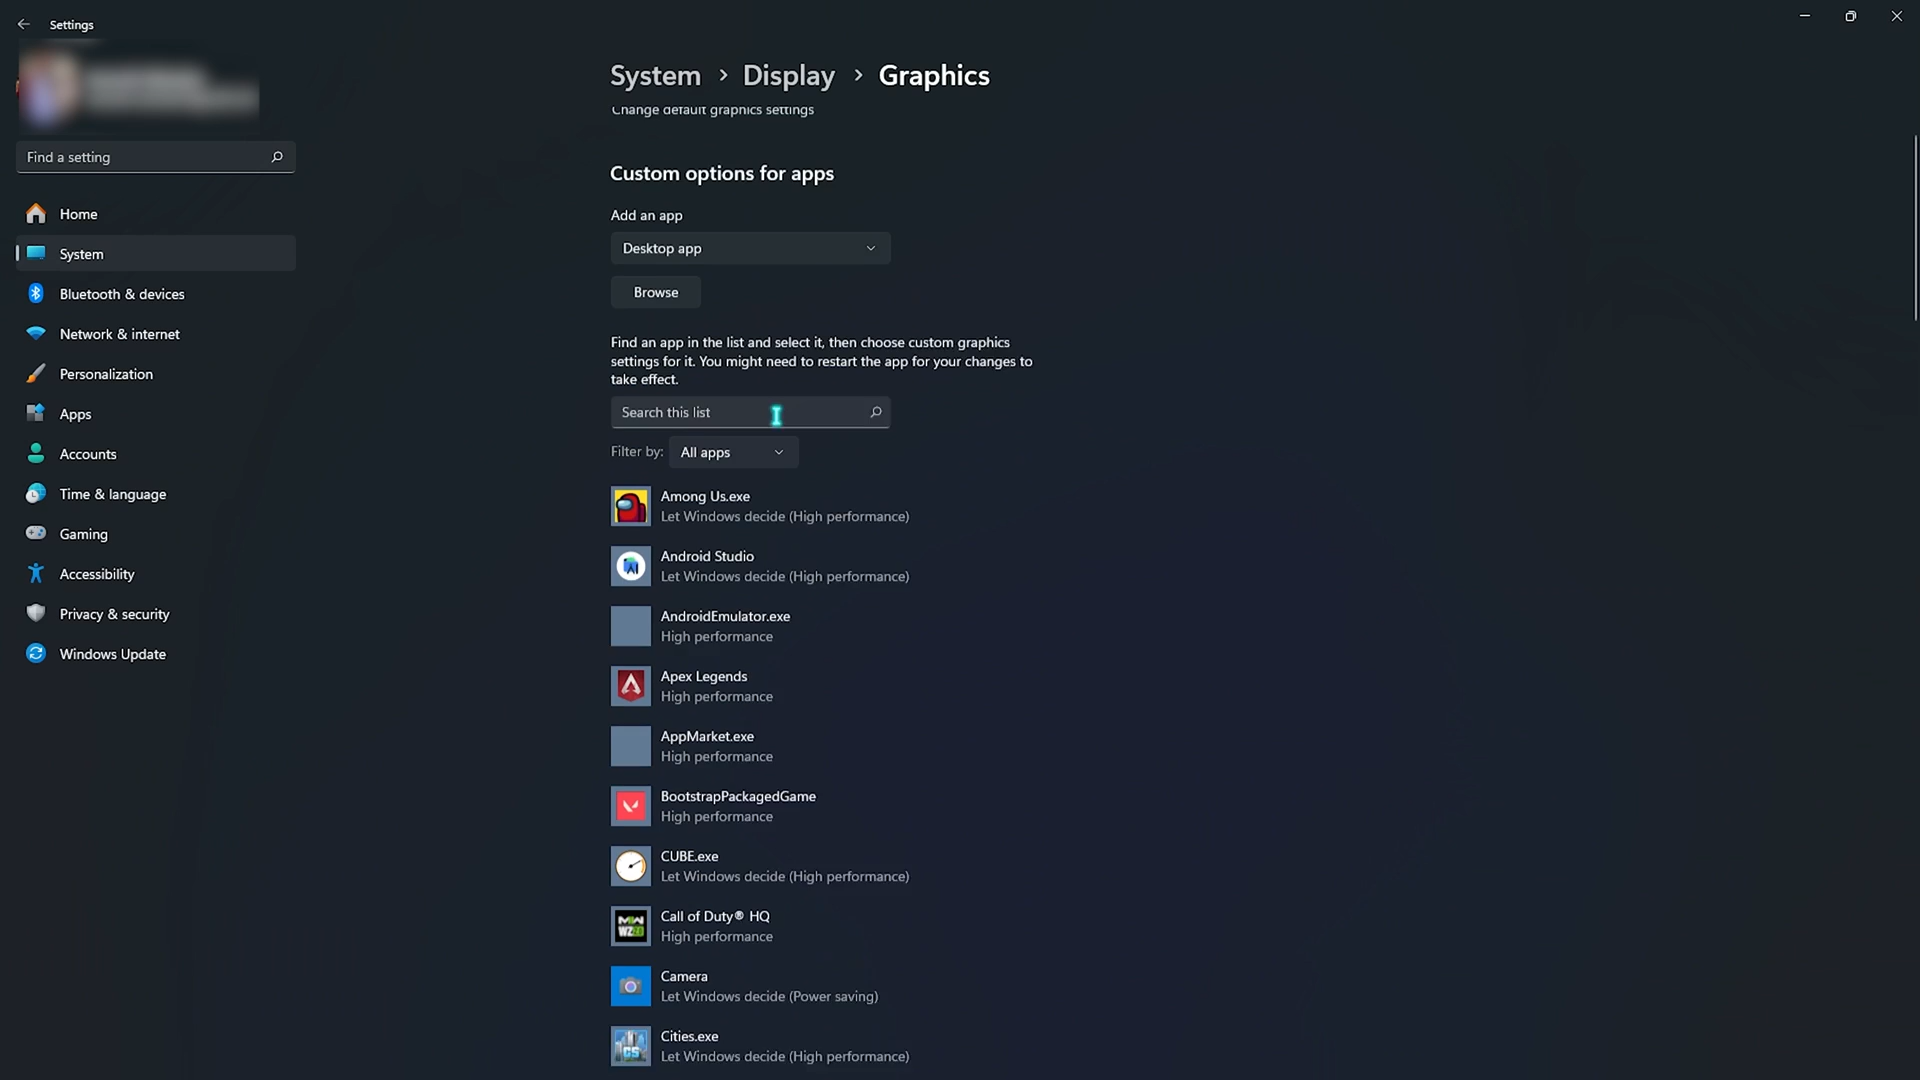 Settings
System > Display > Graphics
Change default graphics settings
Find a setting
Home
System
Bluetooth & devices
Network & internet
Personalization
Apps
Accounts
Time & language
Gaming
Accessibility
Privacy & security
Windows Update
Custom options for apps
Add an app
Desktop app
Browse
Find an app in the list and select it, then choose custom graphics
settings for it. You might need to restart the app for your changes to
take effect.
Search this list
Filter by: All apps
Among Us.exe
Let Windows decide (High performance)
Android Studio
Let Windows decide (High performance)
AndroidEmulator.exe
High performance
Apex Legends
High performance
AppMarket.exe
High performance
BootstrapPackagedGame
High performance
CUBE.exe
Let Windows decide (High performance)
Call of Duty® HQ
High performance
Camera
Let Windows decide (Power saving)
Cities.exe
Let Windows decide (High performance)